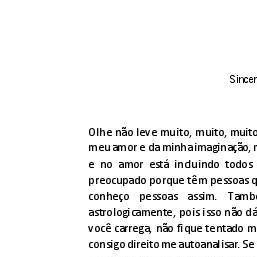 Sincer
Olhe não leve muito, muito, muito
meu amor e da minha imaginação,
e no amor está incluindo todos
preocupado porque têm pessoas q
conheço pessoas assim. També
astrologicamente, pois isso não dá
você carrega, não fique tentado m
consigo direito me autoanalisar. Se